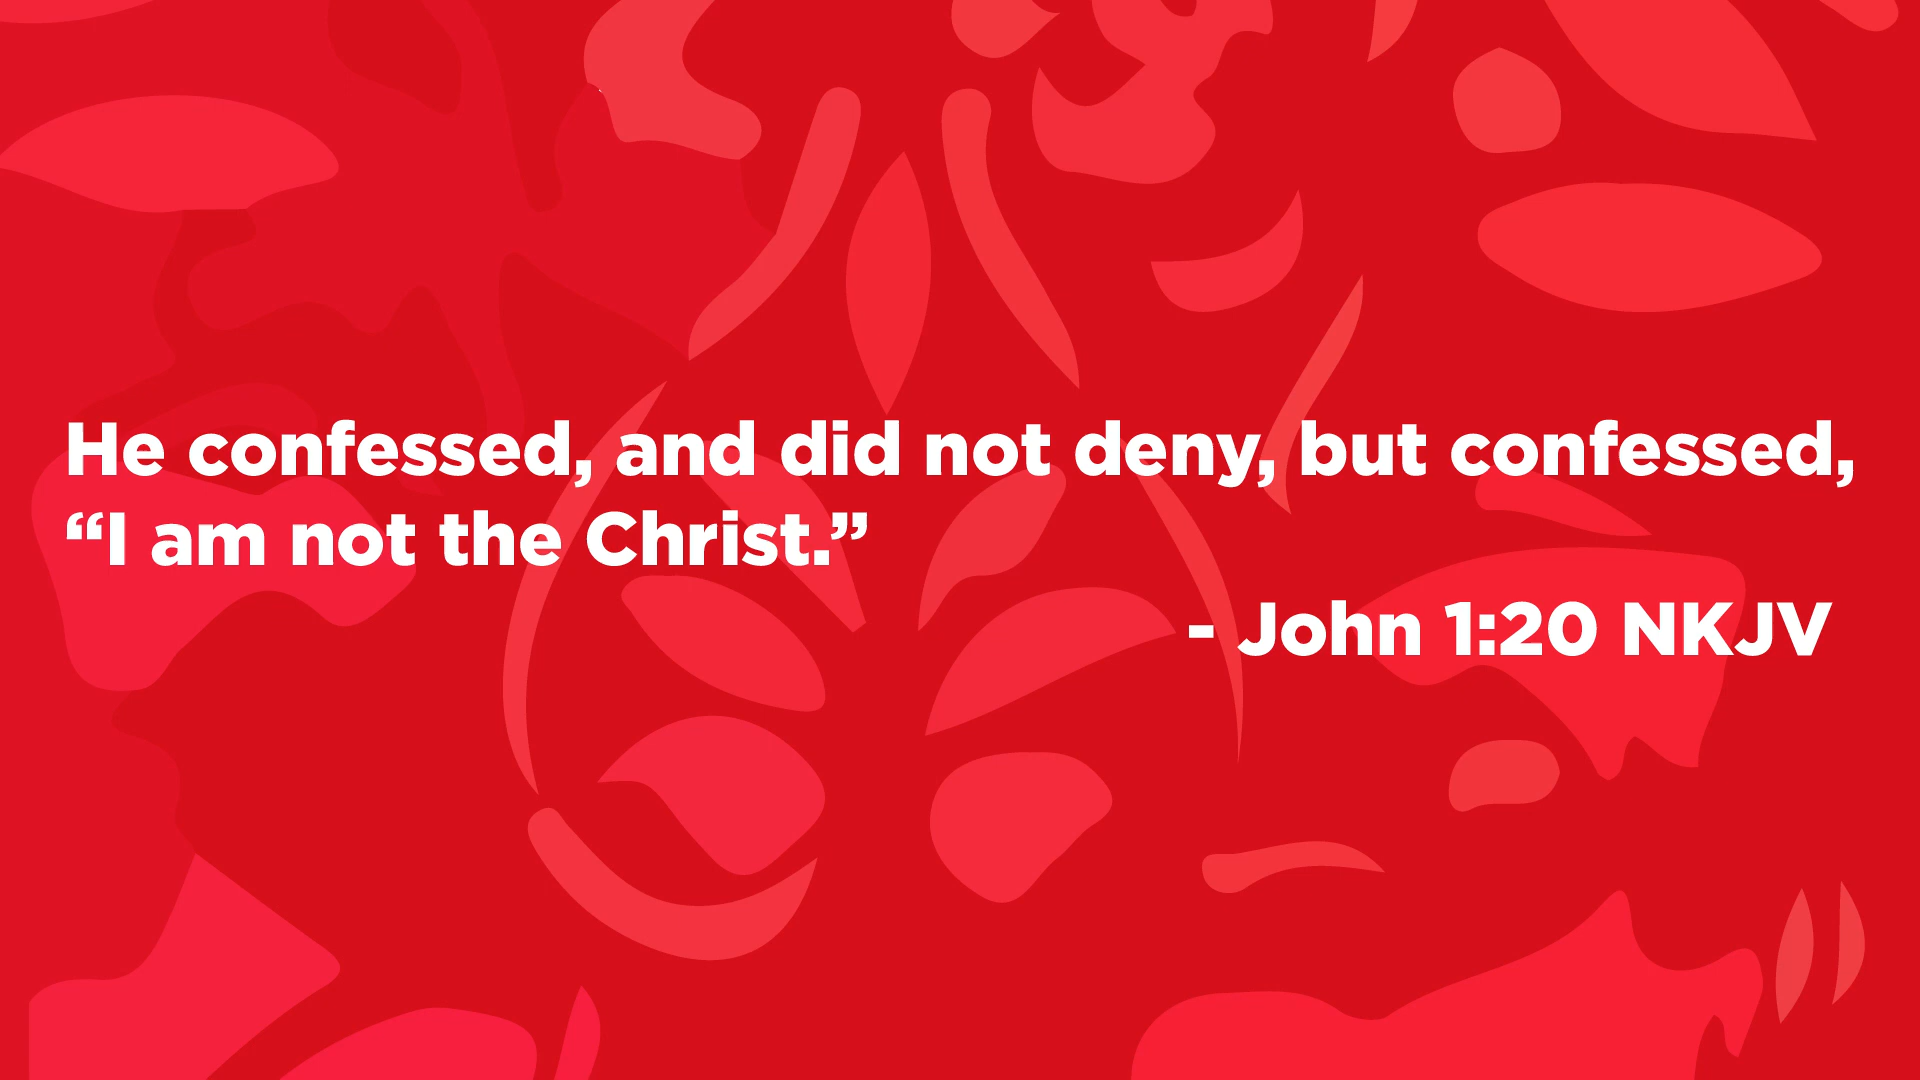 He confessed, and did not deny, but confessed,
“I am not the Christ.”
- John 1:20 NKJV